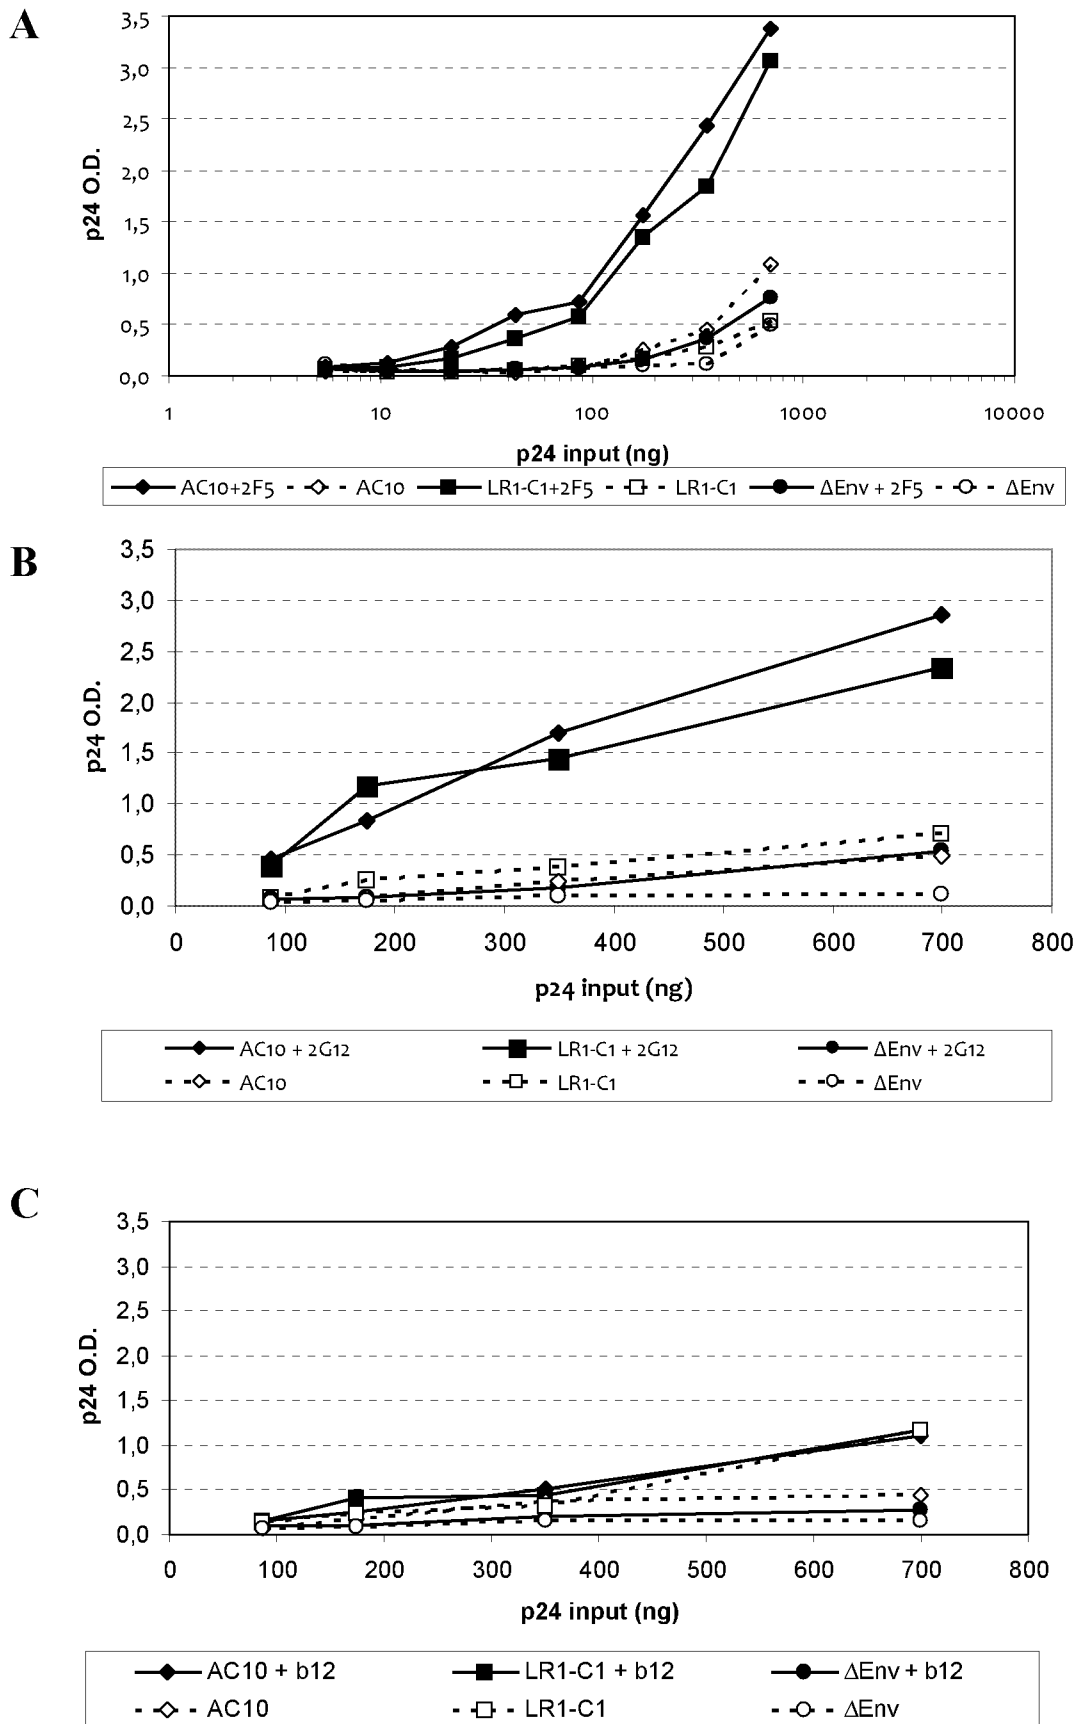 A
3,5
3,0
2,5
2,0
1,5
1,0
0,5
0,0
p24 O.D.
1 10 100 1000 10000
p24 input (ng)
AC10+2F5 AC10 LR1-C1+2F5 LR1-C1 ΔEnv + 2F5 ΔEnv
B
3,5
3,0
2,5
2,0
1,5
1,0
0,5
0,0
p24 O.D.
0 100 200 300 400 500 600 700 800
p24 input (ng)
AC10 + 2G12 LR1-C1 + 2G12 ΔEnv + 2G12
AC10 LR1-C1 ΔEnv
C
3,5
3,0
2,5
2,0
1,5
1,0
0,5
0,0
p24 O.D.
0 100 200 300 400 500 600 700 800
p24 input (ng)
AC10 + b12 LR1-C1 + b12 ΔEnv + b12
AC10 LR1-C1 ΔEnv